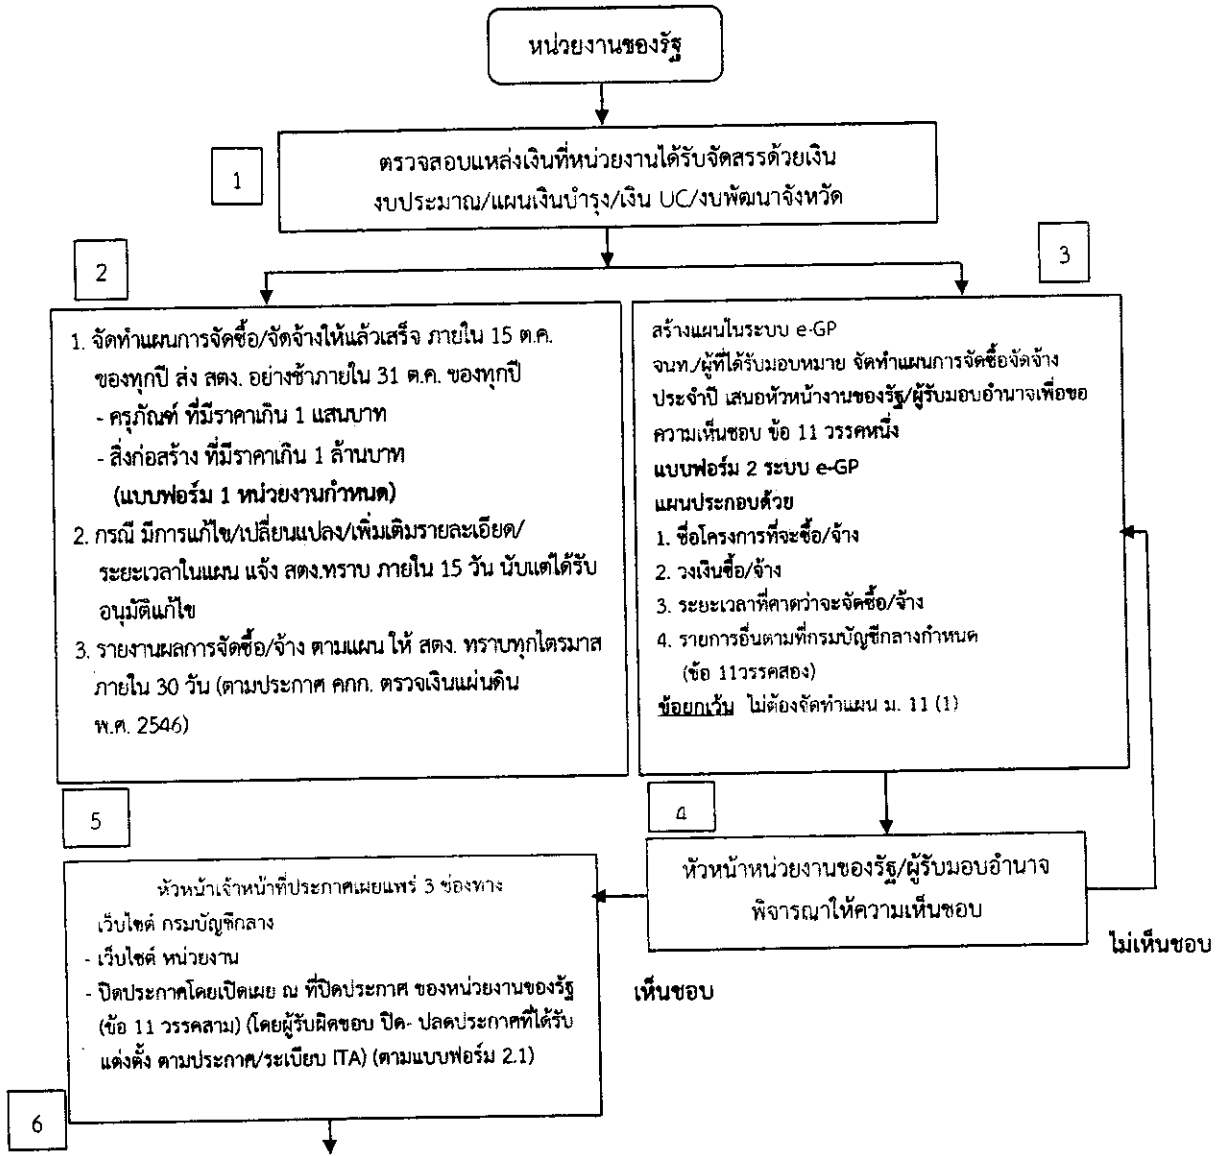 หน่วยงานของรัฐ
1
ตรวจสอบแหล่งเงินที่หน่วยงานได้รับจัดสรรด้วยเงิน
งบประมาณ/แผนเงินบำรุง/เงิน UC/งบพัฒนาจังหวัด
2
1. จัดทำแผนการจัดซื้อ/จัดจ้างให้แล้วเสร็จ ภายใน 15 ต.ค.
ของทุกปี ส่ง สตง. อย่างช้าภายใน 31 ต.ค. ของทุกปี
- ครุภัณฑ์ ที่มีราคาเกิน 1 แสนบาท
- สิ่งก่อสร้าง ที่มีราคาเกิน 1 ล้านบาท
(แบบฟอร์ม 1 หน่วยงานกำหนด)
2. กรณี มีการแก้ไข/เปลี่ยนแปลง/เพิ่มเติมรายละเอียด/
ระยะเวลาในแผน แจ้ง สตง.ทราบ ภายใน 15 วัน นับแต่ได้รับ
อนุมัติแก้ไข
3. รายงานผลการจัดซื้อ/จ้าง ตามแผน ให้ สตง. ทราบทุกไตรมาส
ภายใน 30 วัน (ตามประกาศ คกก. ตรวจเงินแผ่นดิน
พ.ศ. 2546)
3
สร้างแผนในระบบ e-GP
จนท./ผู้ที่ได้รับมอบหมาย จัดทำแผนการจัดซื้อจัดจ้าง
ประจำปี เสนอหัวหน้างานของรัฐ/ผู้รับมอบอำนาจเพื่อขอ
ความเห็นชอบ ข้อ 11 วรรคหนึ่ง
แบบฟอร์ม 2 ระบบ e-GP
แผนประกอบด้วย
1. ชื่อโครงการที่จะซื้อ/จ้าง
2. วงเงินซื้อ/จ้าง
3. ระยะเวลาที่คาดว่าจะจัดซื้อ/จ้าง
4. รายการอื่นตามที่กรมบัญชีกลางกำหนด
(ข้อ 11วรรคสอง)
ข้อยกเว้น ไม่ต้องจัดทำแผน ม. 11 (1)
4
หัวหน้าหน่วยงานของรัฐ/ผู้รับมอบอำนาจ
พิจารณาให้ความเห็นชอบ
ไม่เห็นชอบ
เห็นชอบ
5
หัวหน้าเจ้าหน้าที่ประกาศเผยแพร่ 3 ช่องทาง
เว็บไซต์ กรมบัญชีกลาง
- เว็บไซต์ หน่วยงาน
- ปิดประกาศโดยเปิดเผย ณ ที่ปิดประกาศ ของหน่วยงานของรัฐ
(ข้อ 11 วรรคสาม) (โดยผู้รับผิดชอบ ปิด- ปลดประกาศที่ได้รับ
แต่งตั้ง ตามประกาศ/ระเบียบ ITA) (ตามแบบฟอร์ม 2.1)
6